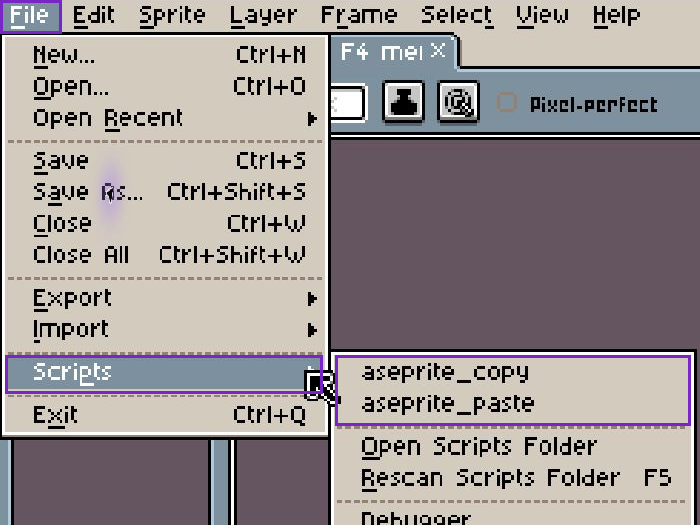 File Edit Sprite Layer Frame Select View Help
New... Ctrl+N
F4
Open... Ctrl+O
Pixel-perfect
Open Recent
Save Ctrl+S
Save As... Ctrl+Shift+S
Close Ctrl+W
Close All Ctrl+Shift+W
Export
Import
Scripts
aseprite_copy
aseprite_paste
Exit Ctrl+Q
Open Scripts Folder
Rescan Scripts Folder F5
Debugger